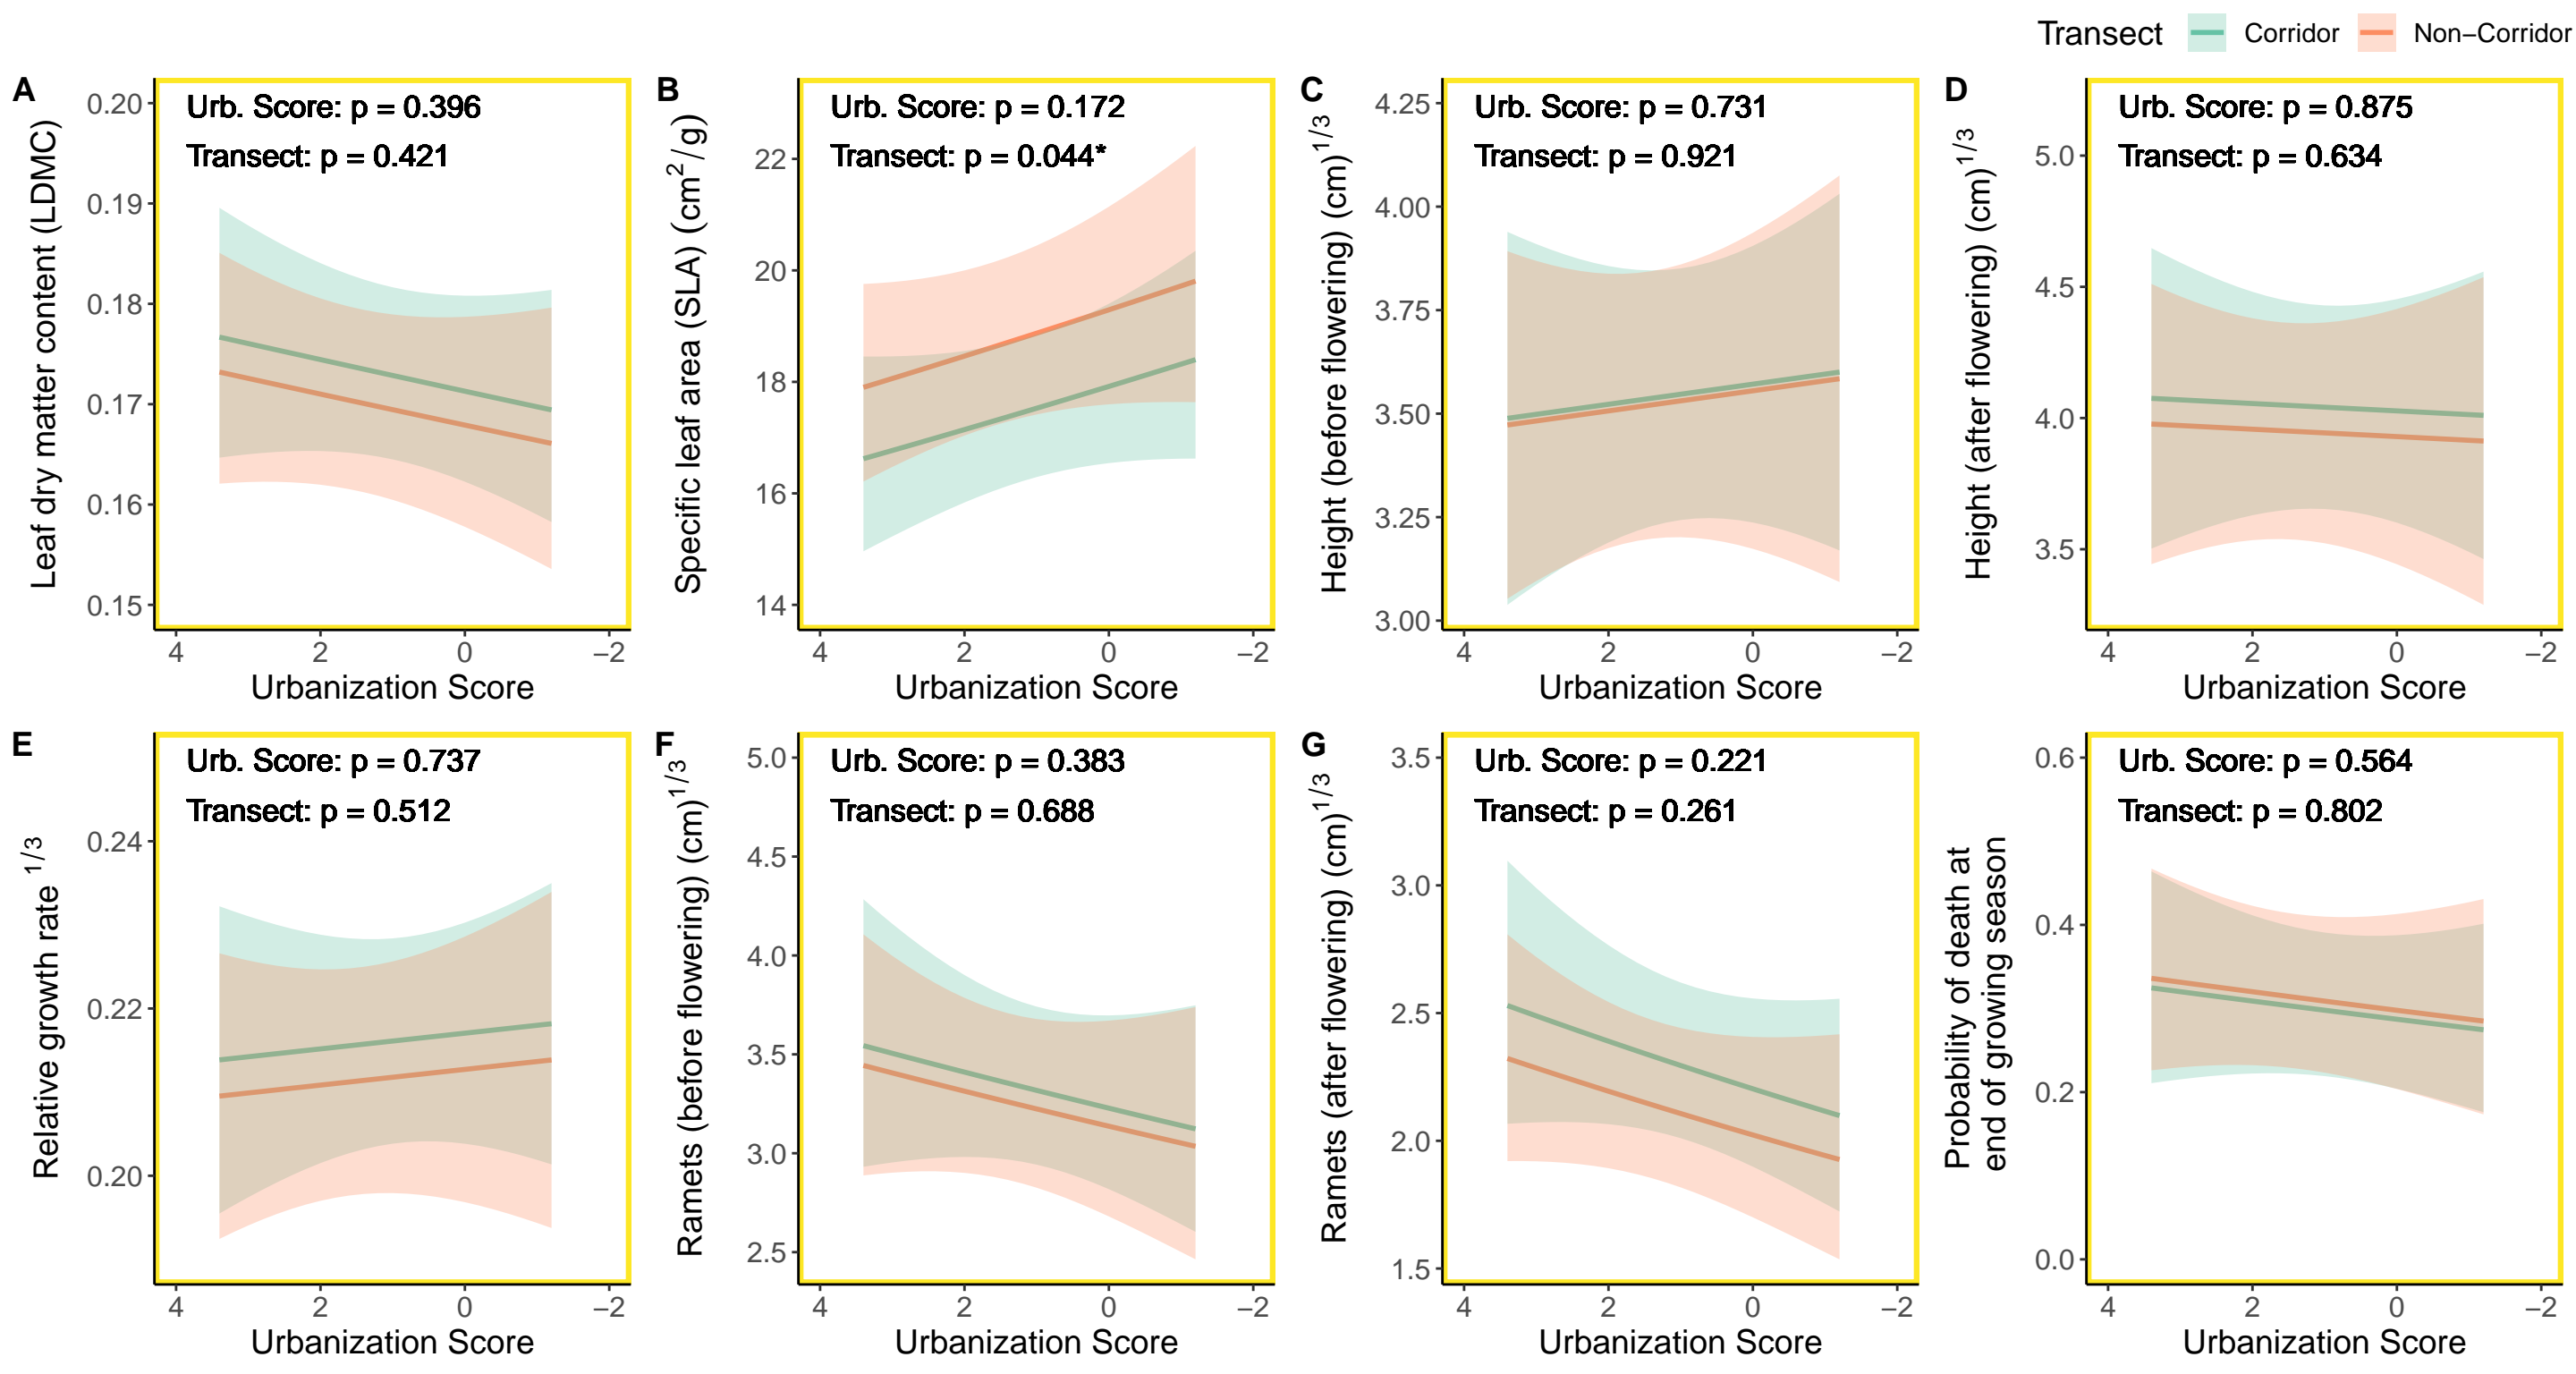 Transect Corridor Non−Corridor
A
Leaf dry matter content (LDMC)
0.20
0.19
0.18
0.17
0.16
0.15
Urb. Score: p = 0.396
Transect: p = 0.421
4 2 0 −2
Urbanization Score
B
Specific leaf area (SLA) (cm²/g)
22
20
18
16
14
Urb. Score: p = 0.172
Transect: p = 0.044*
4 2 0 −2
Urbanization Score
C
Height (before flowering) (cm)^1/3
4.25
4.00
3.75
3.50
3.25
3.00
Urb. Score: p = 0.731
Transect: p = 0.921
4 2 0 −2
Urbanization Score
D
Height (after flowering) (cm)^1/3
5.0
4.5
4.0
3.5
Urb. Score: p = 0.875
Transect: p = 0.634
4 2 0 −2
Urbanization Score
E
Relative growth rate ^1/3
0.24
0.22
0.20
Urb. Score: p = 0.737
Transect: p = 0.512
4 2 0 −2
Urbanization Score
F
Ramets (before flowering) (cm)^1/3
5.0
4.5
4.0
3.5
3.0
2.5
Urb. Score: p = 0.383
Transect: p = 0.688
4 2 0 −2
Urbanization Score
G
Ramets (after flowering) (cm)^1/3
3.5
3.0
2.5
2.0
1.5
Urb. Score: p = 0.221
Transect: p = 0.261
4 2 0 −2
Urbanization Score
Probability of death at
end of growing season
0.6
0.4
0.2
0.0
Urb. Score: p = 0.564
Transect: p = 0.802
4 2 0 −2
Urbanization Score